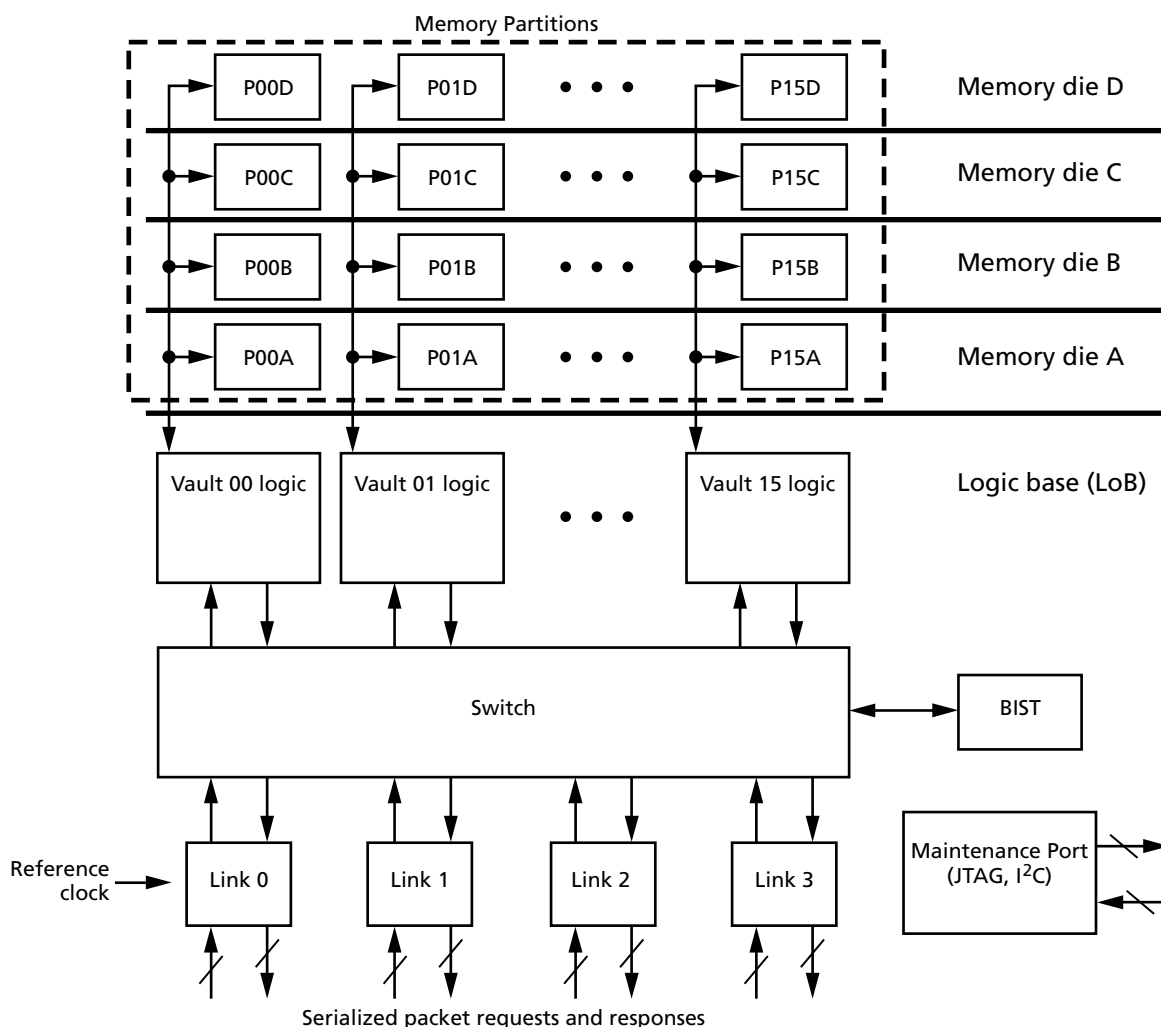 Memory Partitions
P00D
P01D
P15D
Memory die D
P00C
P01C
P15C
Memory die C
P00B
P01B
P15B
Memory die B
P00A
P01A
P15A
Memory die A
Vault 00 logic
Vault 01 logic
Vault 15 logic
Logic base (LoB)
Switch
BIST
Reference
clock
Link 0
Link 1
Link 2
Link 3
Maintenance Port
(JTAG, I²C)
Serialized packet requests and responses